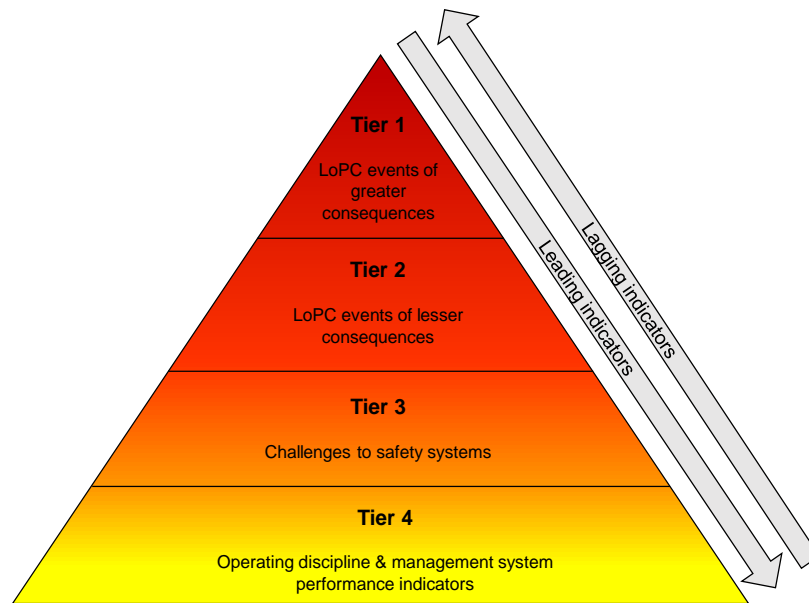 Tier 1
LoPC events of
greater
consequences
Tier 2
LoPC events of lesser
consequences
Tier 3
Challenges to safety systems
Tier 4
Operating discipline & management system
performance indicators
Leading indicators
Lagging indicators